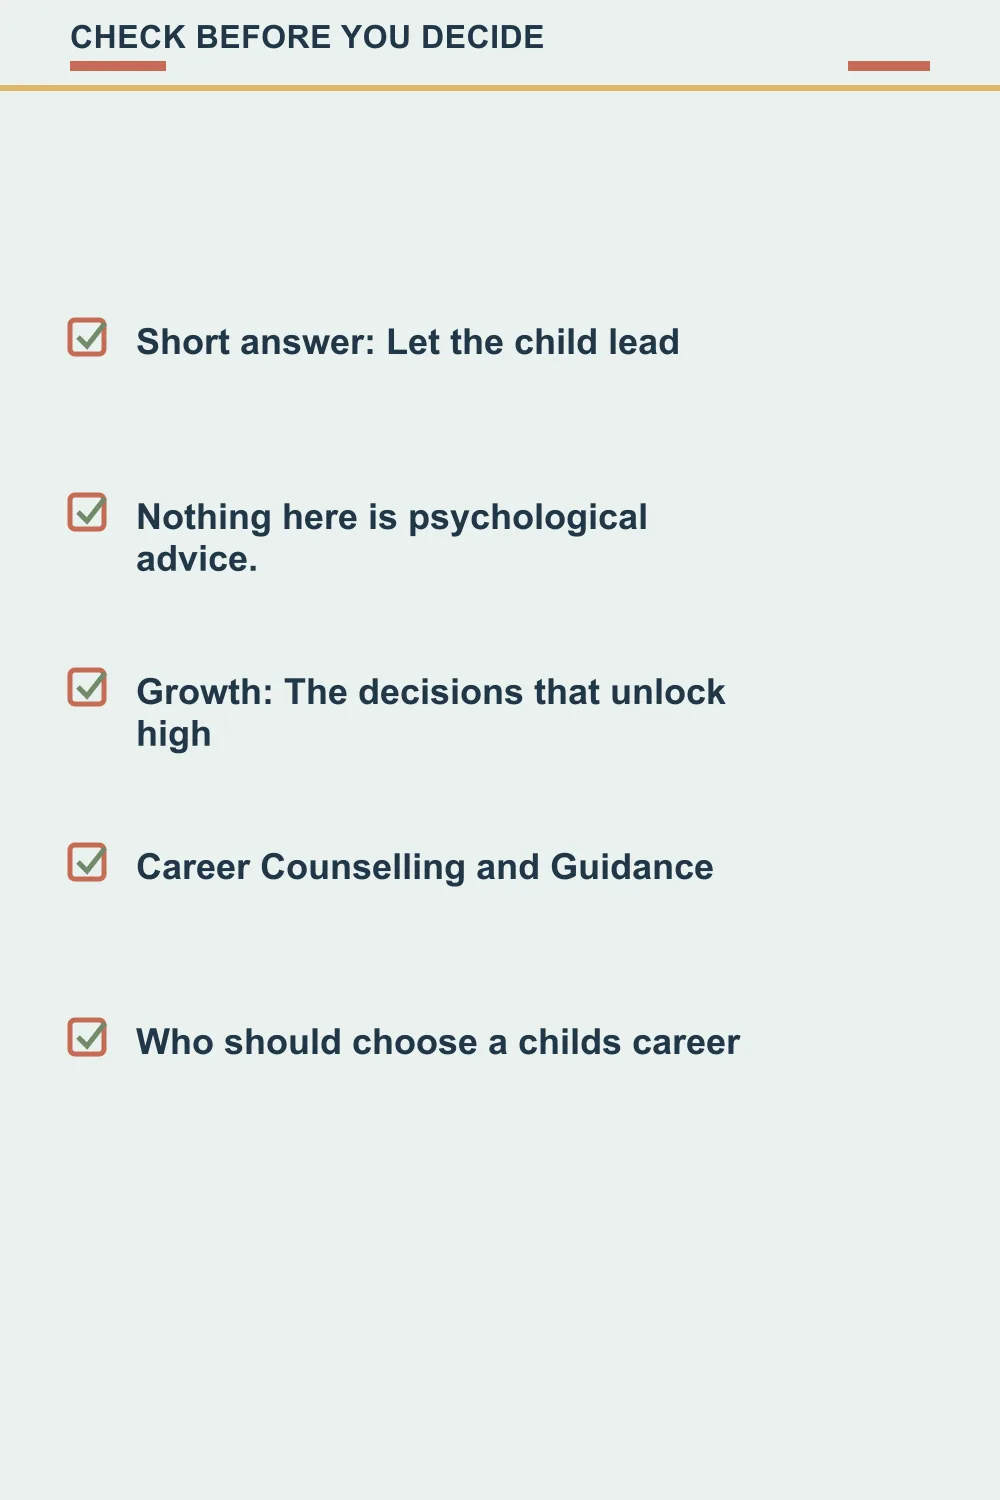 CHECK BEFORE YOU DECIDE
Short answer: Let the child lead
Nothing here is psychological
advice.
Growth: The decisions that unlock
high
Career Counselling and Guidance
Who should choose a childs career